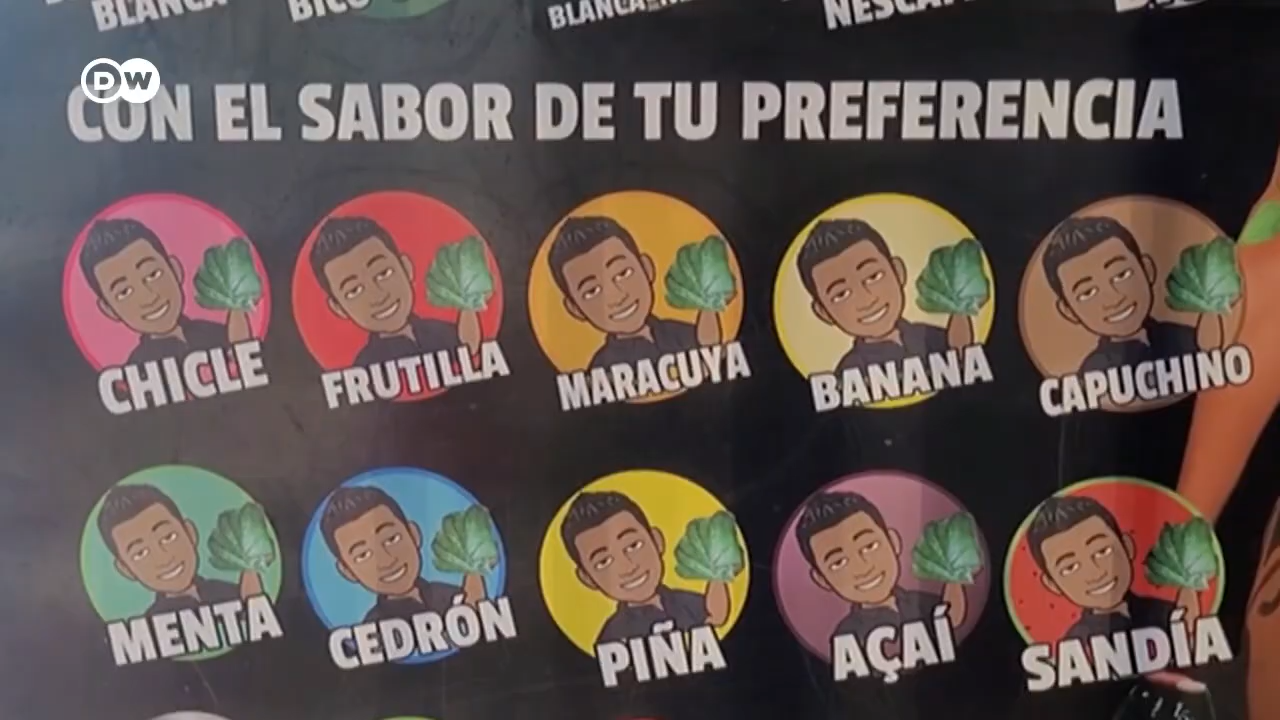 BLANCA
BICO
BLANCA
NESCAF
DW
CON EL SABOR DE TU PREFERENCIA
CHICLE
FRUTILLA
MARACUYA
BANANA
CAPUCHINO
MENTA
CEDRÓN
PIÑA
AÇAÍ
SANDÍA